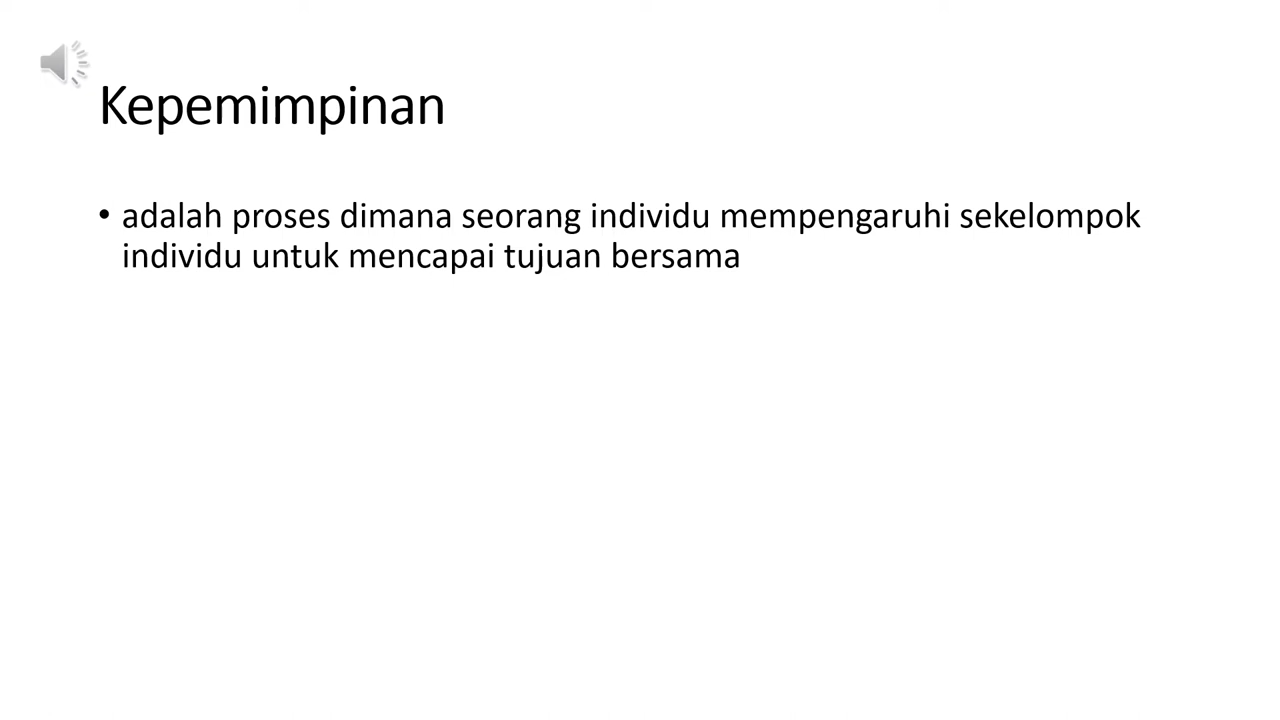 Kepemimpinan
• adalah proses dimana seorang individu mempengaruhi sekelompok
individu untuk mencapai tujuan bersama